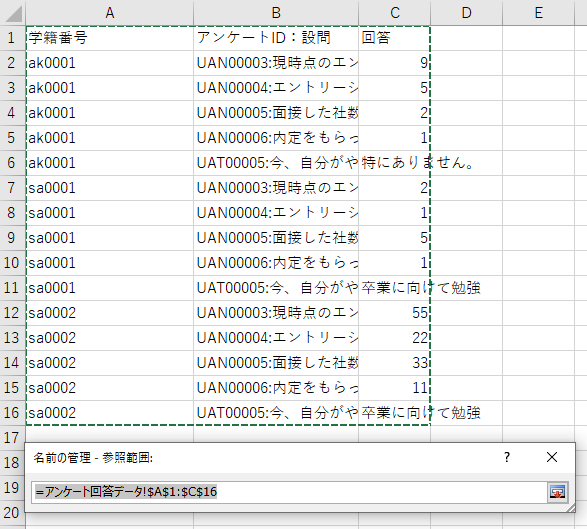 A B C D E
1 学籍番号 アンケートID：設問 回答
2 ak0001 UAN00003:現時点のエン 9
3 ak0001 UAN00004:エントリーシ 5
4 ak0001 UAN00005:面接した社数 2
5 ak0001 UAN00006:内定をもらっ 1
6 ak0001 UAT00005:今、自分がや 特にありません。
7 sa0001 UAN00003:現時点のエン 2
8 sa0001 UAN00004:エントリーシ 1
9 sa0001 UAN00005:面接した社数 5
10 sa0001 UAN00006:内定をもらっ 1
11 sa0001 UAT00005:今、自分がや 卒業に向けて勉強
12 sa0002 UAN00003:現時点のエン 55
13 sa0002 UAN00004:エントリーシ 22
14 sa0002 UAN00005:面接した社数 33
15 sa0002 UAN00006:内定をもらっ 11
16 sa0002 UAT00005:今、自分がや 卒業に向けて勉強
17
18 名前の管理 - 参照範囲: ?
19 =アンケート回答データ!$A$1:$C$16
20